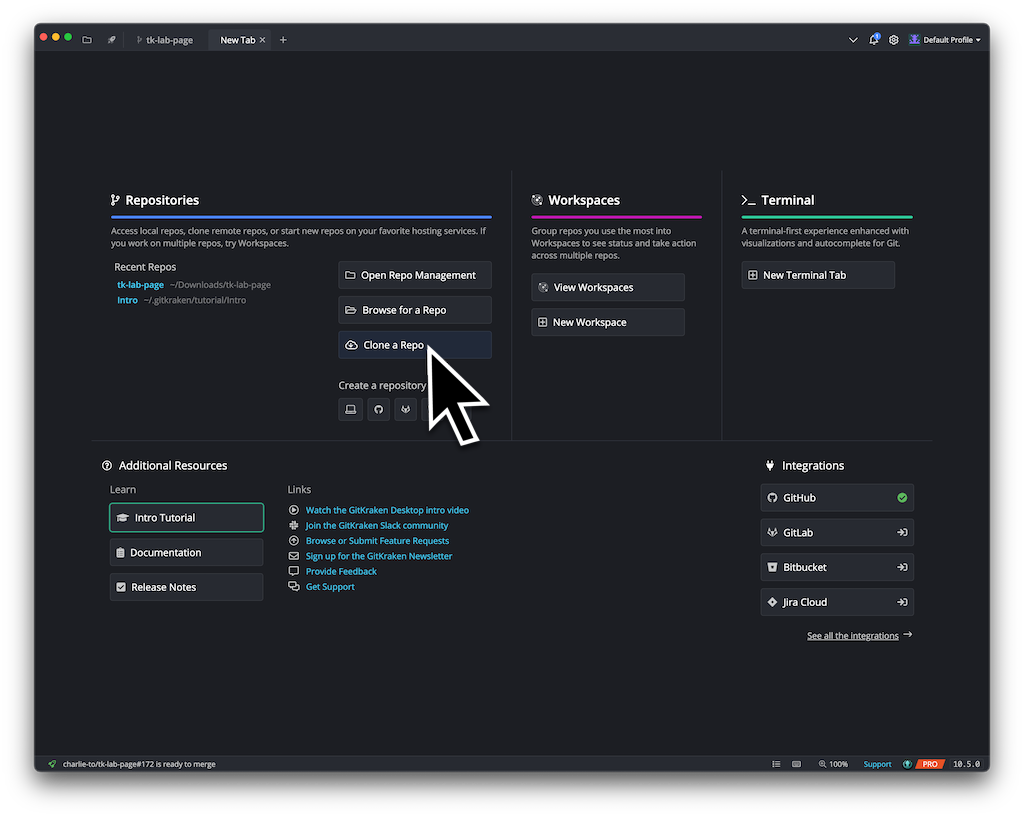 tk-lab-page
New Tab
Default Profile
Repositories
Access local repos, clone remote repos, or start new repos on your favorite hosting services. If
you work on multiple repos, try Workspaces.
Recent Repos
tk-lab-page ~/Downloads/tk-lab-page
Intro ~/.gitkraken/tutorial/Intro
Open Repo Management
Browse for a Repo
Clone a Repo
Create a repository
Workspaces
Group repos you use the most into
Workspaces to see status and take action
across multiple repos.
View Workspaces
New Workspace
Terminal
A terminal-first experience enhanced with
visualizations and autocomplete for Git.
New Terminal Tab
Additional Resources
Learn
Intro Tutorial
Documentation
Release Notes
Links
Watch the GitKraken Desktop intro video
Join the GitKraken Slack community
Browse or Submit Feature Requests
Sign up for the GitKraken Newsletter
Provide Feedback
Get Support
Integrations
GitHub
GitLab
Bitbucket
Jira Cloud
See all the integrations
charlie-to/tk-lab-page#172 is ready to merge
100%
Support
PRO
10.5.0